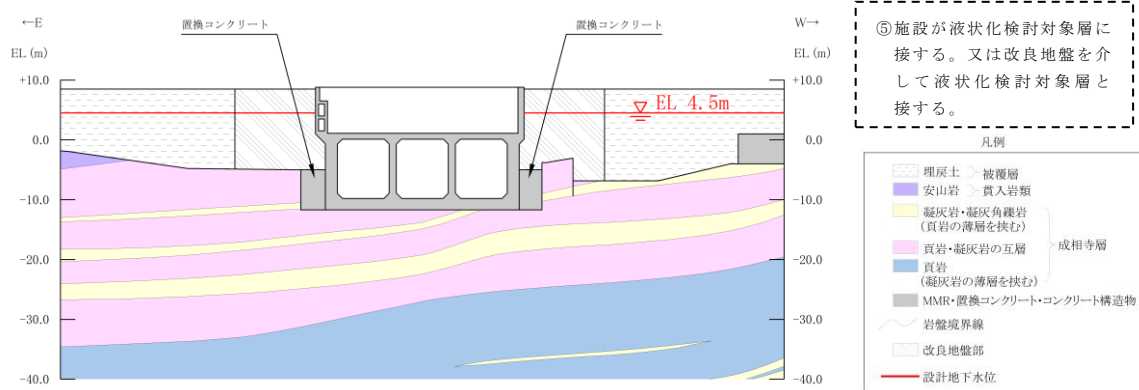 ←E
置換コンクリート
置換コンクリート
W→
EL (m)
EL (m)
+10.0
0.0
−10.0
−20.0
−30.0
−40.0
EL 4.5m
+10.0
0.0
−10.0
−20.0
−30.0
−40.0
⑤施設が液状化検討対象層に
接する。又は改良地盤を介
して液状化検討対象層と
接する。
凡例
埋戻土 被覆層
安山岩 貫入岩類
凝灰岩・凝灰角礫岩
(頁岩の薄層を挟む)
頁岩・凝灰岩の互層 成相寺層
頁岩
(凝灰岩の薄層を挟む)
MMR・置換コンクリート・コンクリート構造物
岩盤境界線
改良地盤部
設計地下水位